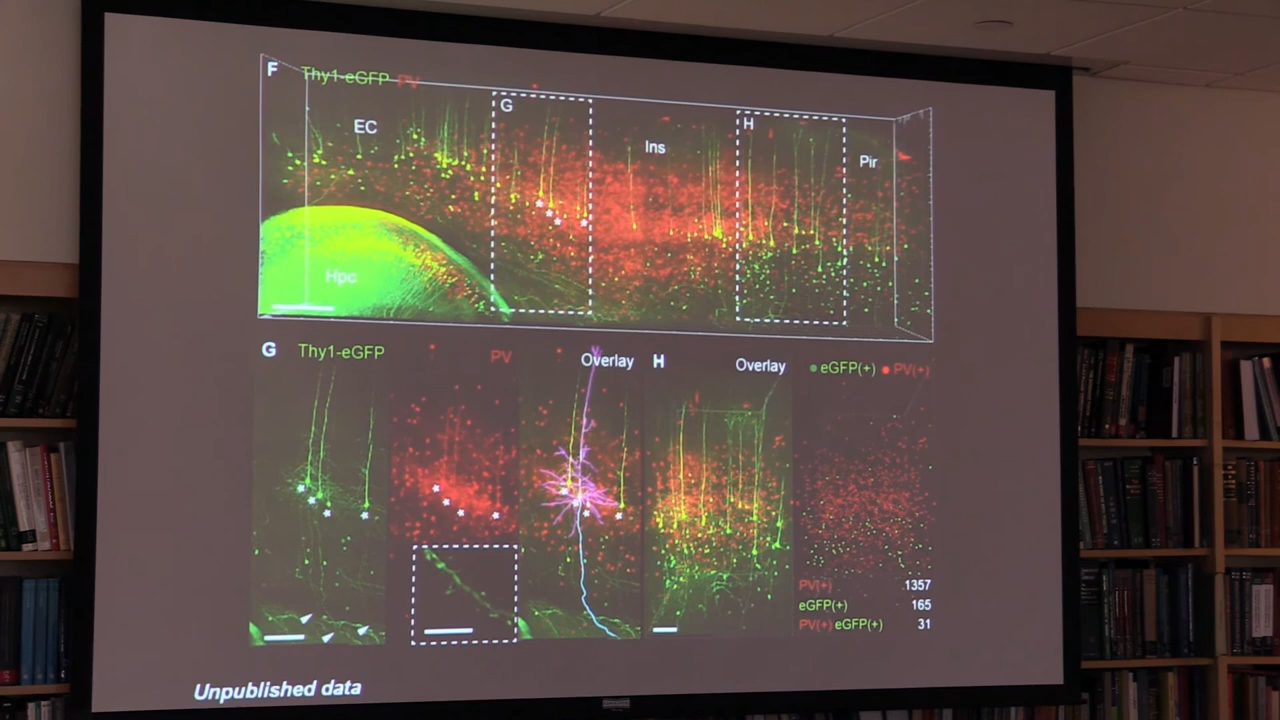 F Thy1-eGFP PV
EC
G
Ins
H
Pir
Hpc
G Thy1-eGFP PV Overlay
H Overlay eGFP(+) PV(+)
PV(+) 1357
eGFP(+) 165
PV(+) eGFP(+) 31
Unpublished data